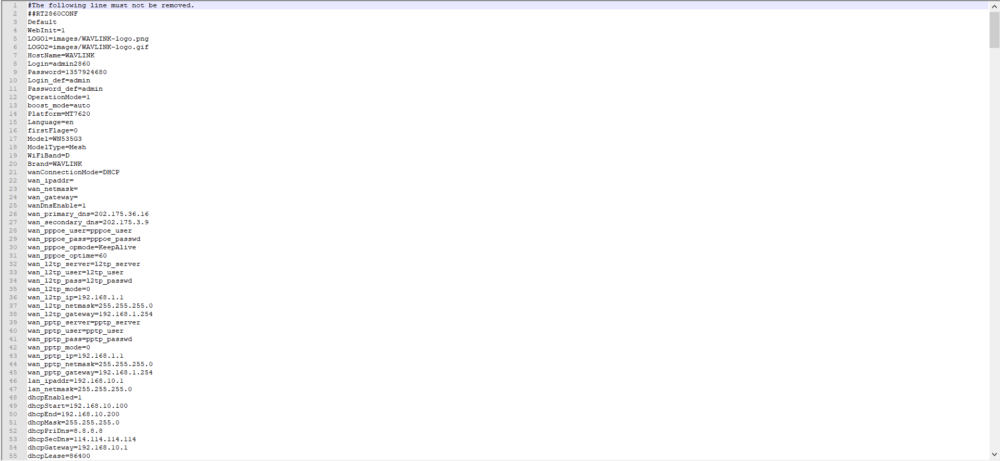 1 #The following line must not be removed.
2 ##RT2860CONF
3 Default
4 WebInit=1
5 LOGO1=images/WAVLINK-logo.png
6 LOGO2=images/WAVLINK-logo.gif
7 HostName=WAVLINK
8 Login=admin2860
9 Password=1357924680
10 Login_def=admin
11 Password_def=admin
12 OperationMode=1
13 boost_mode=auto
14 Platform=MT7620
15 Language=en
16 firstFlage=0
17 Model=WN535G3
18 ModelType=Mesh
19 WiFiBand=D
20 Brand=WAVLINK
21 wanConnectionMode=DHCP
22 wan_ipaddr=
23 wan_netmask=
24 wan_gateway=
25 wanDnsEnable=1
26 wan_primary_dns=202.175.36.16
27 wan_secondary_dns=202.175.3.9
28 wan_pppoe_user=pppoe_user
29 wan_pppoe_pass=pppoe_passwd
30 wan_pppoe_opmode=KeepAlive
31 wan_pppoe_optime=60
32 wan_l2tp_server=l2tp_server
33 wan_l2tp_user=l2tp_user
34 wan_l2tp_pass=l2tp_passwd
35 wan_l2tp_mode=0
36 wan_l2tp_ip=192.168.1.1
37 wan_l2tp_netmask=255.255.255.0
38 wan_l2tp_gateway=192.168.1.254
39 wan_pptp_server=pptp_server
40 wan_pptp_user=pptp_user
41 wan_pptp_pass=pptp_passwd
42 wan_pptp_mode=0
43 wan_pptp_ip=192.168.1.1
44 wan_pptp_netmask=255.255.255.0
45 wan_pptp_gateway=192.168.1.254
46 lan_ipaddr=192.168.10.1
47 lan_netmask=255.255.255.0
48 dhcpEnabled=1
49 dhcpStart=192.168.10.100
50 dhcpEnd=192.168.10.200
51 dhcpMask=255.255.255.0
52 dhcpPriDns=8.8.8.8
53 dhcpSecDns=114.114.114.114
54 dhcpGateway=192.168.10.1
55 dhcpLease=86400